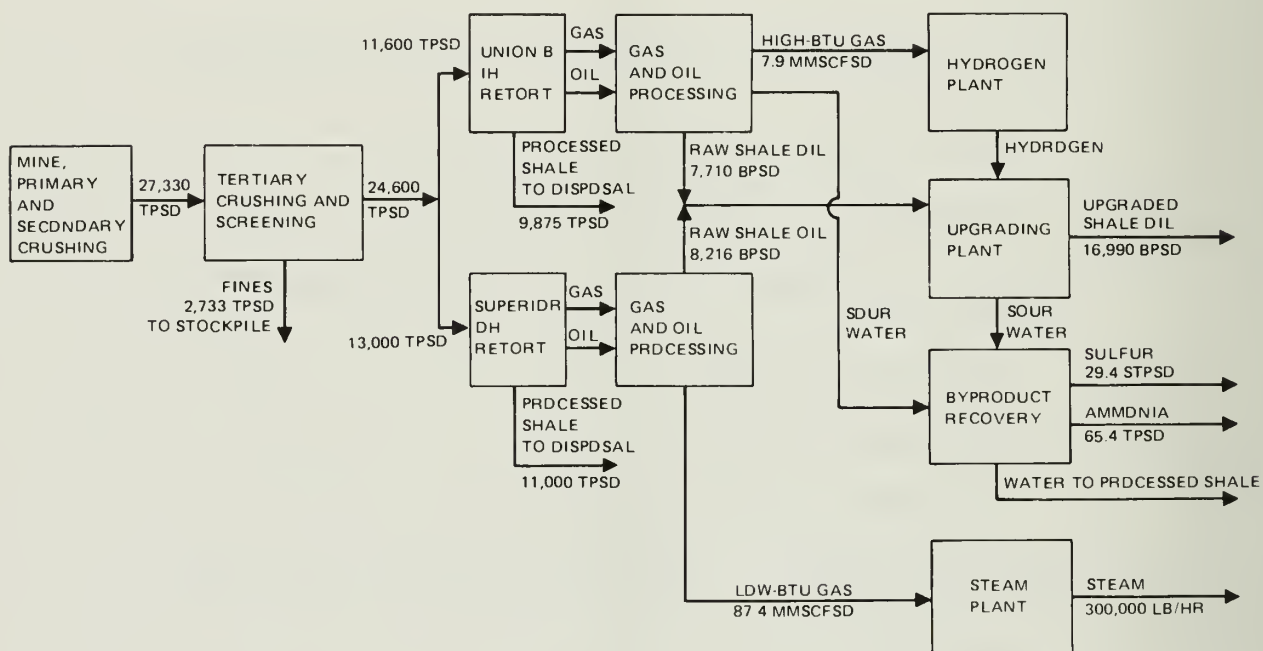 MINE,
PRIMARY
AND
SECDNDARY
CRUSHING
27,330
TPSD
TERTIARY
CRUSHING AND
SCREENING
FINES
2,733 TPSD
TO STOCKPILE
24,600
TPSD
11,600 TPSD
UNION B
IH
RETORT
GAS
OIL
PROCESSED
SHALE
TO DISPDSAL
9,875 TPSD
GAS
AND OIL
PROCESSING
HIGH-BTU GAS
7.9 MMSCFSD
HYDROGEN
PLANT
HYDRDGEN
RAW SHALE DIL
7,710 BPSD
RAW SHALE OIL
8,216 BPSD
UPGRADING
PLANT
UPGRADED
SHALE DIL
16,990 BPSD
13,000 TPSD
SUPERIDR
DH
RETORT
GAS
OIL
PRDCESSED
SHALE
TO DISPDSAL
11,000 TPSD
GAS
AND OIL
PRDCESSING
SDUR
WATER
SOUR
WATER
BYPRODUCT
RECOVERY
SULFUR
29.4 STPSD
AMMDNIA
65.4 TPSD
WATER TO PRDCESSED SHALE
LDW-BTU GAS
87.4 MMSCFSD
STEAM
PLANT
STEAM
300,000 LB/HR